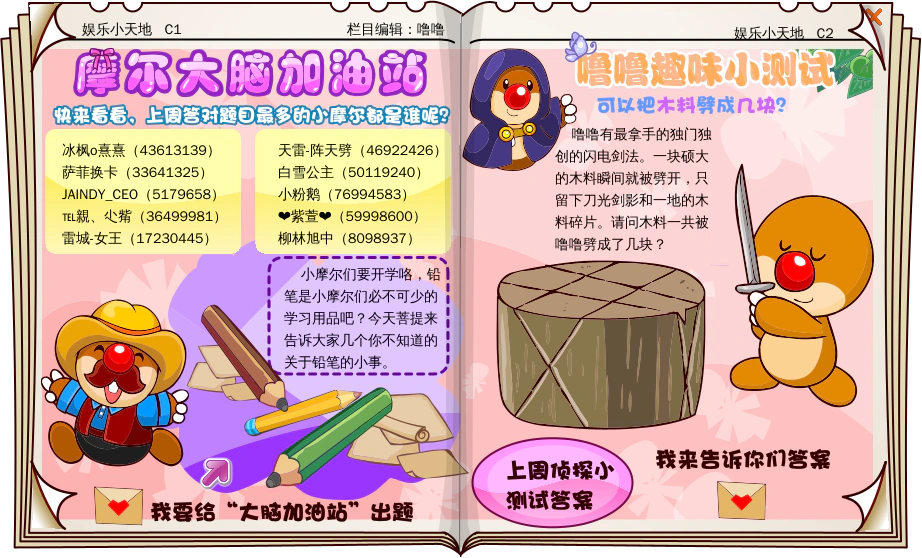 娱乐小天地 C1
栏目编辑：噜噜
摩尔大脑加油站
快来看看，上周答对题目最多的小摩尔都是谁呢？
冰枫o熹熹（43613139）
萨菲换卡（33641325）
JAINDY_CEO（5179658）
℡親、尐觜（36499981）
雷城-女王（17230445）
天雷-阵天劈（46922426）
白雪公主（50119240）
小粉鹅（76994583）
❤紫萱❤（59998600）
柳林旭中（8098937）
小摩尔们要开学咯，铅
笔是小摩尔们必不可少的
学习用品吧？今天菩提来
告诉大家几个你不知道的
关于铅笔的小事。
我要给“大脑加油站”出题
娱乐小天地 C2
噜噜趣味小测试
可以把木料劈成几块？
噜噜有最拿手的独门独
创的闪电剑法。一块硕大
的木料瞬间就被劈开，只
留下刀光剑影和一地的木
料碎片。请问木料一共被
噜噜劈成了几块？
上周侦探小
测试答案
我来告诉你们答案